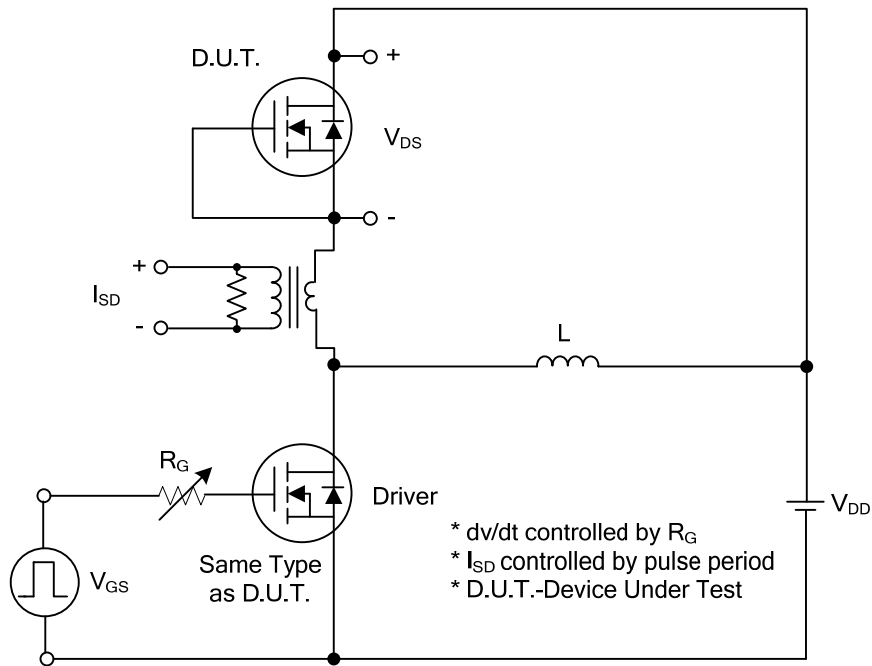 D.U.T.
+
VDS
-
+
ISD
-
L
RG
Driver
VDD
VGS
Same Type
as D.U.T.
* dv/dt controlled by RG
* ISD controlled by pulse period
* D.U.T.-Device Under Test